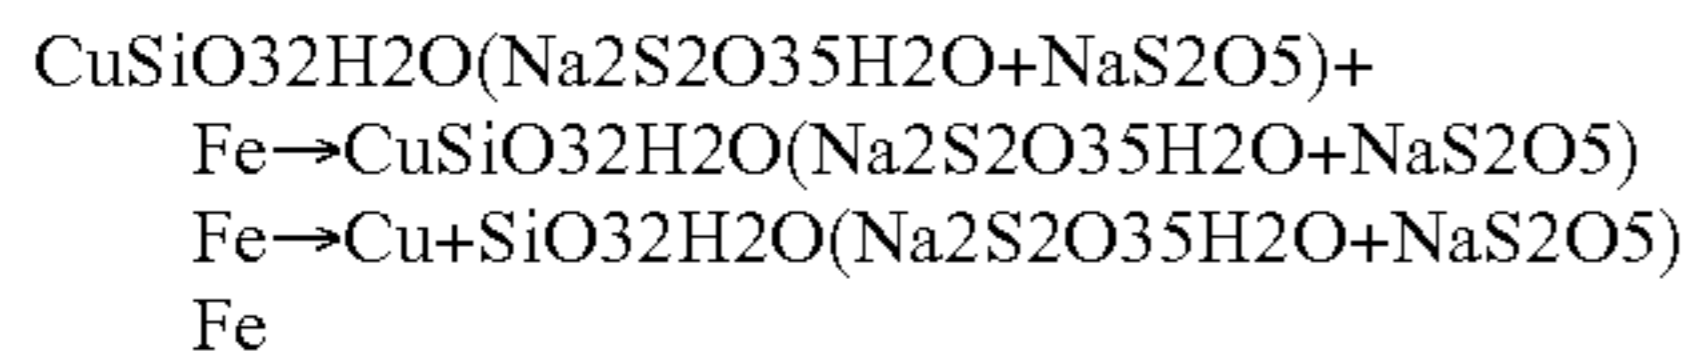 CuSiO32H2O(Na2S2O35H2O+NaS2O5)+
Fe→CuSiO32H2O(Na2S2O35H2O+NaS2O5)
Fe→Cu+SiO32H2O(Na2S2O35H2O+NaS2O5)
Fe